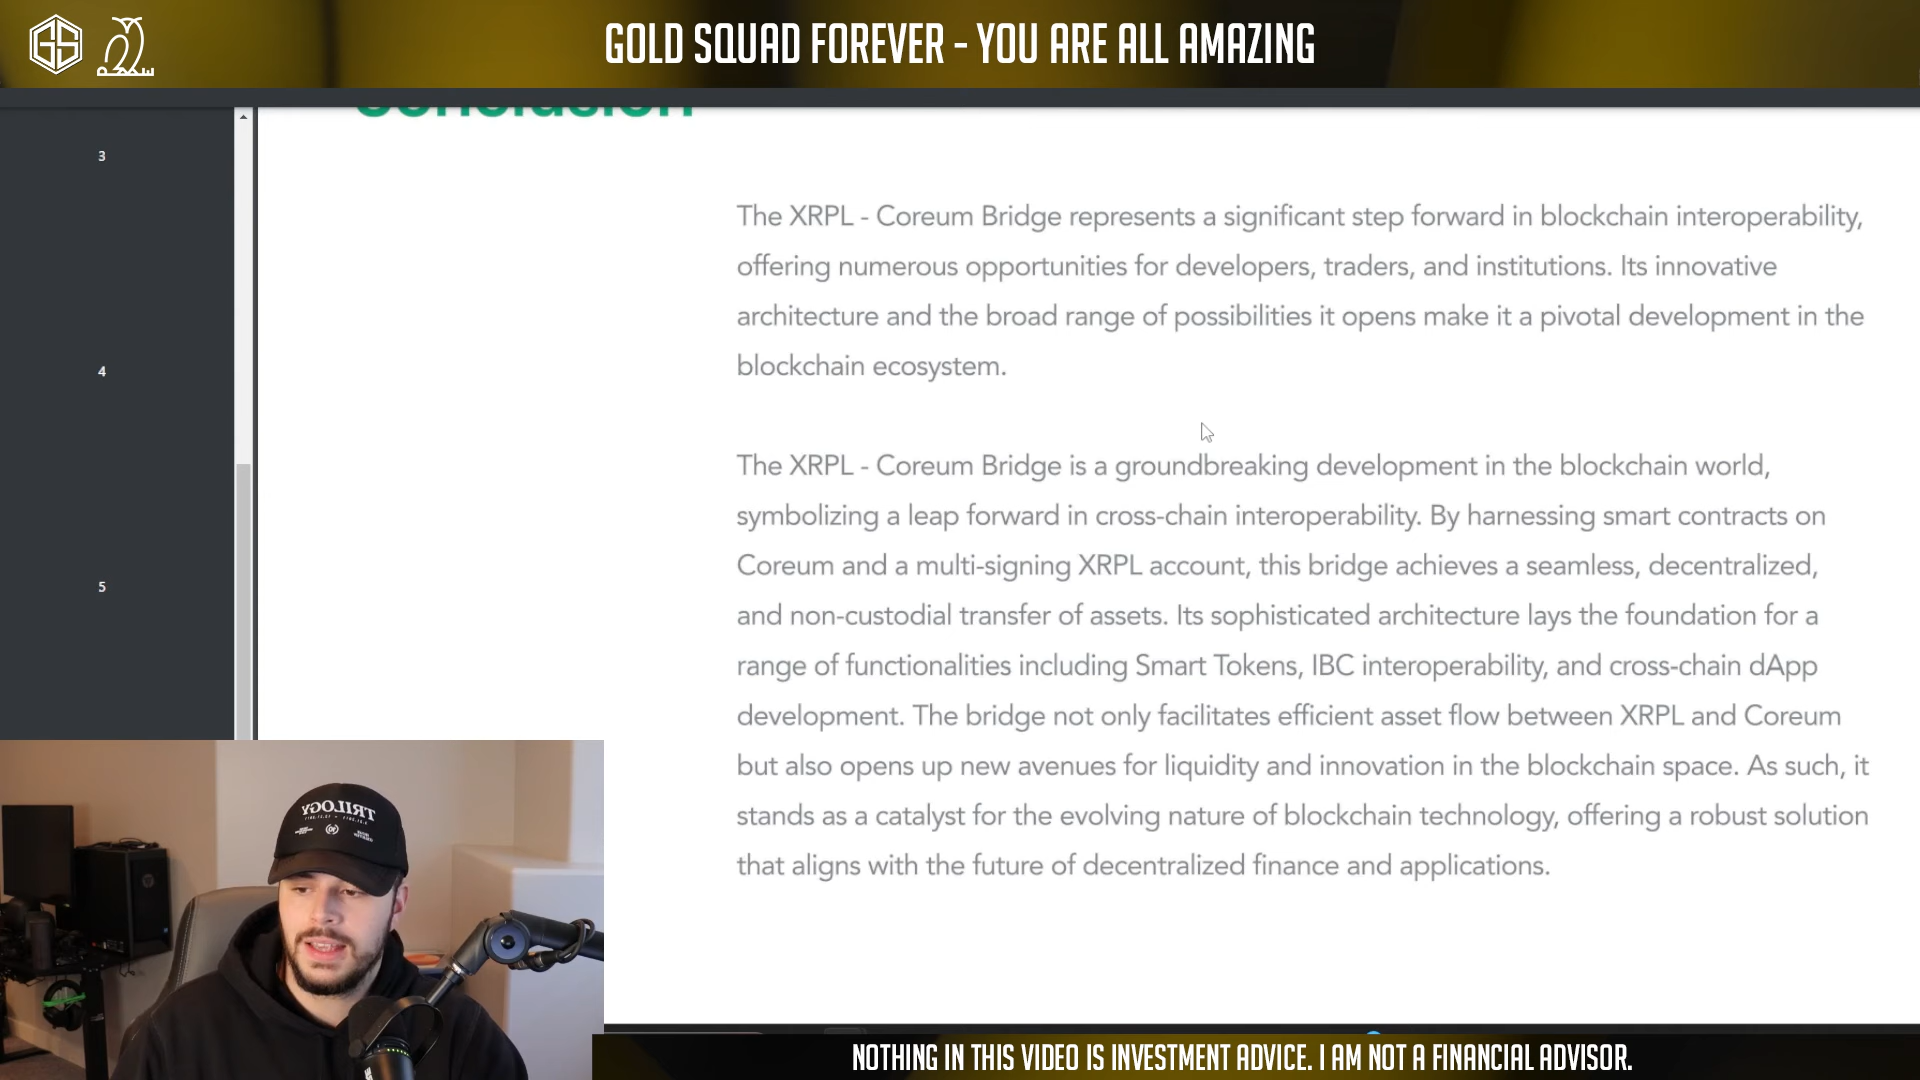 GOLD SQUAD FOREVER - YOU ARE ALL AMAZING
GS
Conclusion
3
The XRPL - Coreum Bridge represents a significant step forward in blockchain interoperability,
offering numerous opportunities for developers, traders, and institutions. Its innovative
architecture and the broad range of possibilities it opens make it a pivotal development in the
blockchain ecosystem.
4
The XRPL - Coreum Bridge is a groundbreaking development in the blockchain world,
symbolizing a leap forward in cross-chain interoperability. By harnessing smart contracts on
Coreum and a multi-signing XRPL account, this bridge achieves a seamless, decentralized,
5
and non-custodial transfer of assets. Its sophisticated architecture lays the foundation for a
range of functionalities including Smart Tokens, IBC interoperability, and cross-chain dApp
development. The bridge not only facilitates efficient asset flow between XRPL and Coreum
but also opens up new avenues for liquidity and innovation in the blockchain space. As such, it
stands as a catalyst for the evolving nature of blockchain technology, offering a robust solution
that aligns with the future of decentralized finance and applications.
TRILOGY
NOTHING IN THIS VIDEO IS INVESTMENT ADVICE. I AM NOT A FINANCIAL ADVISOR.